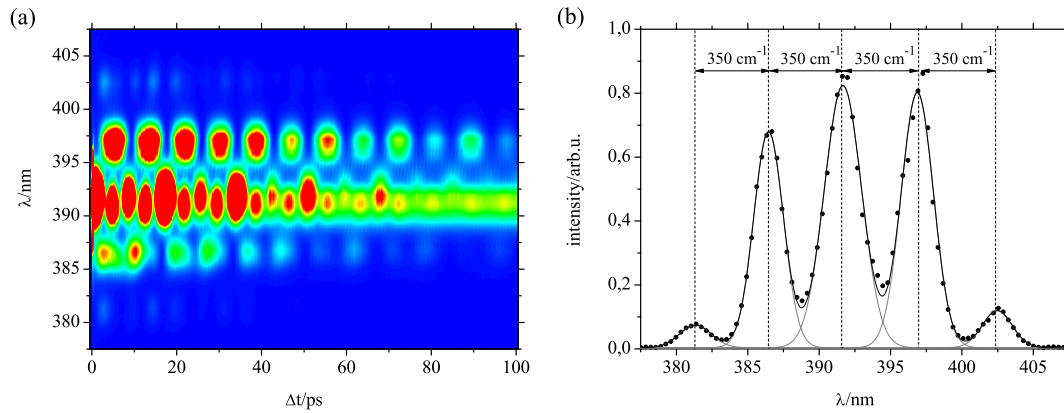 (a)
405
400
395
390
385
380
λ/nm
0 20 40 60 80 100
Δt/ps
(b)
1,0
0,8
0,6
0,4
0,2
0,0
intensity/arb.u.
350 cm⁻¹ 350 cm⁻¹ 350 cm⁻¹ 350 cm⁻¹
380 385 390 395 400 405
λ/nm